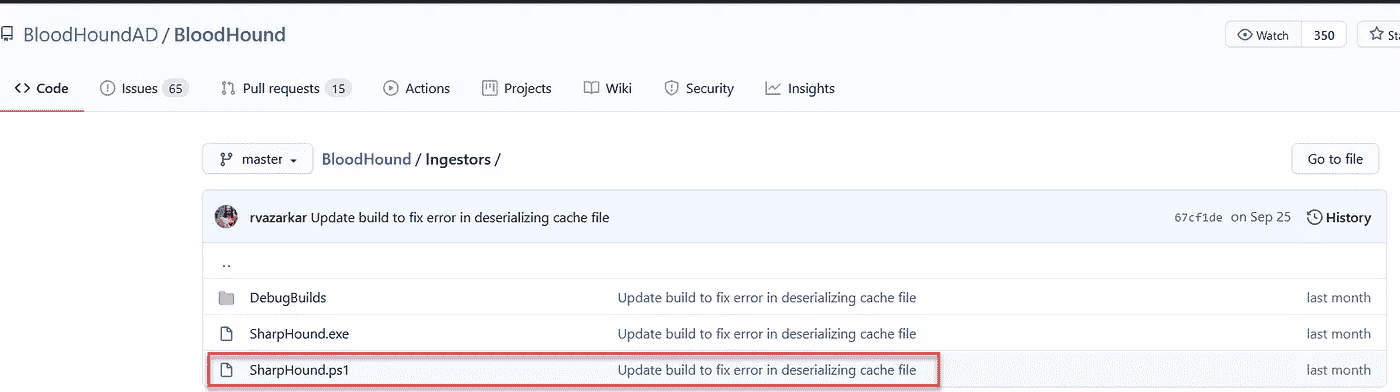 BloodHoundAD / BloodHound Watch 350
Code Issues 65 Pull requests 15 Actions Projects Wiki Security Insights
master BloodHound / Ingestors / Go to file
rvazarkar Update build to fix error in deserializing cache file 67cf1de on Sep 25 History
..
DebugBuilds Update build to fix error in deserializing cache file last month
SharpHound.exe Update build to fix error in deserializing cache file last month
SharpHound.ps1 Update build to fix error in deserializing cache file last month